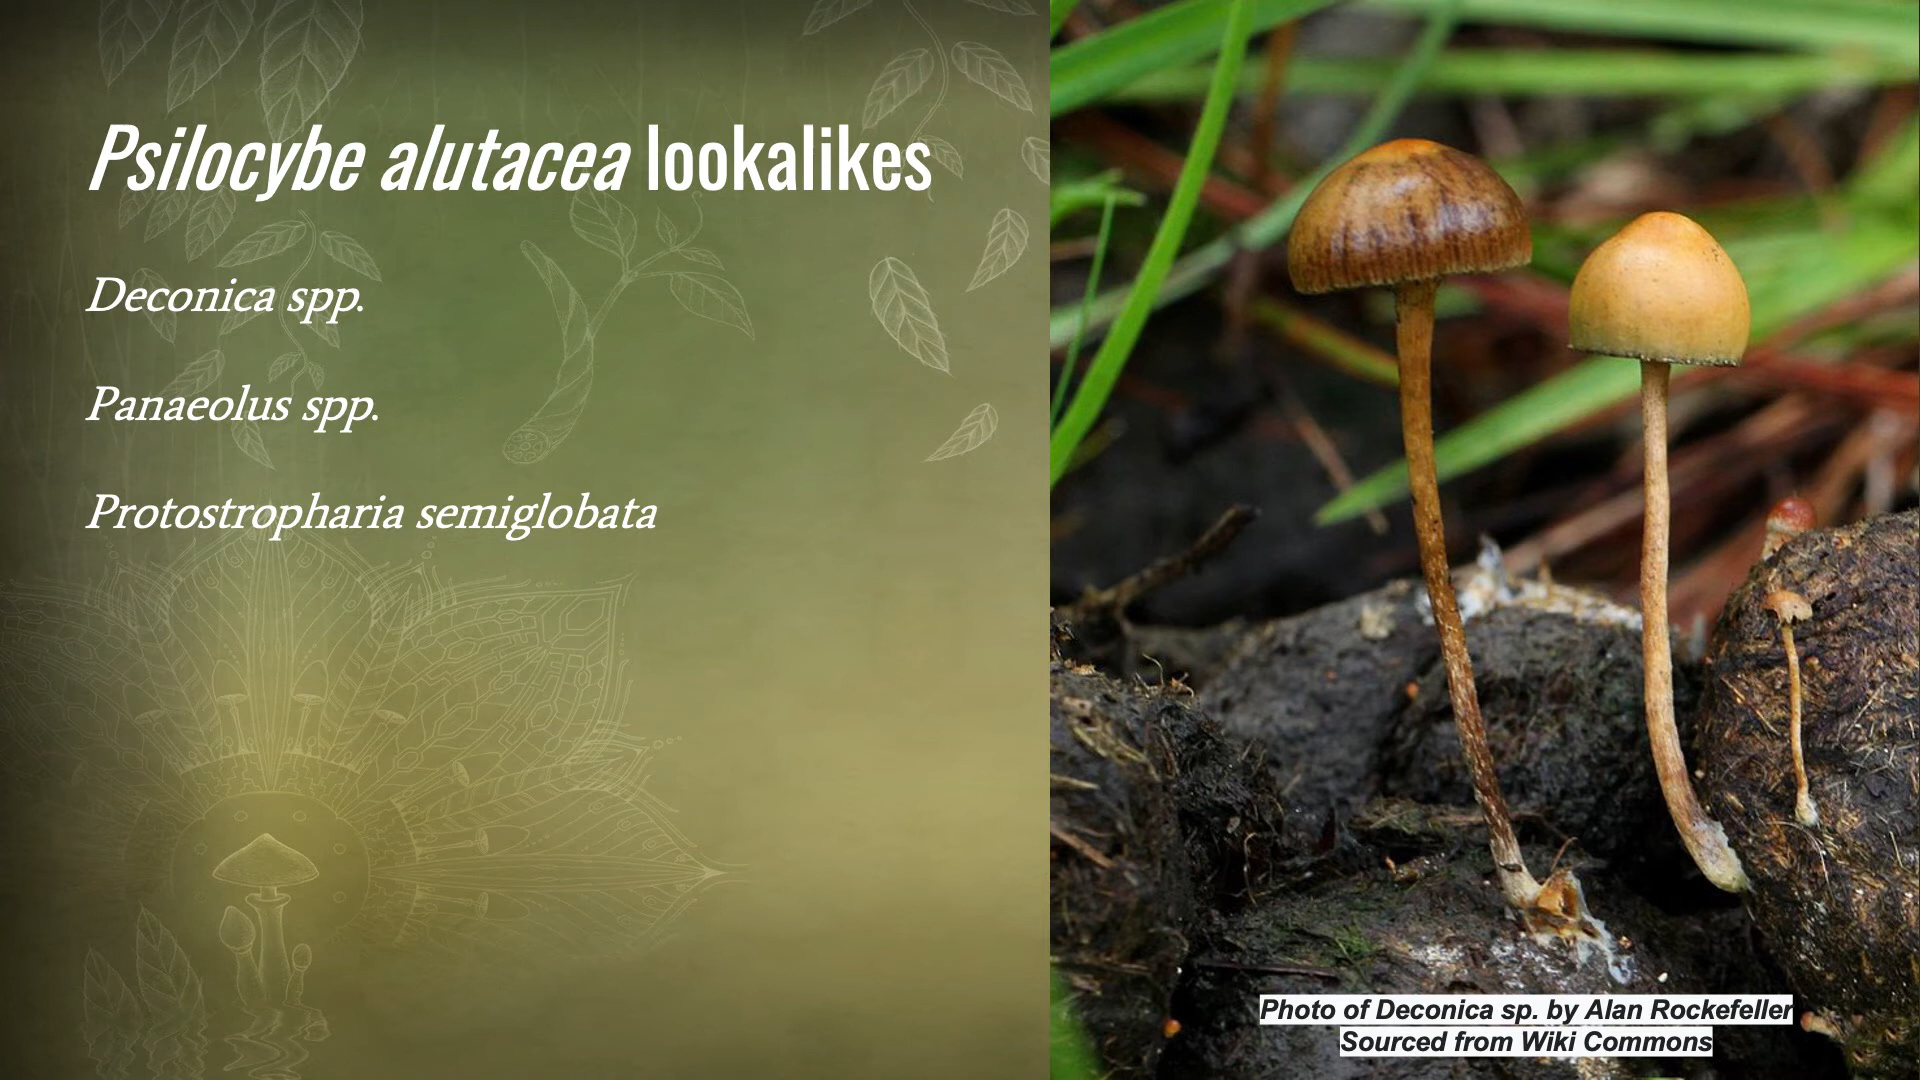 Psilocybe alutacea lookalikes
Deconica spp.
Panaeolus spp.
Protostropharia semiglobata
Photo of Deconica sp. by Alan Rockefeller
Sourced from Wiki Commons